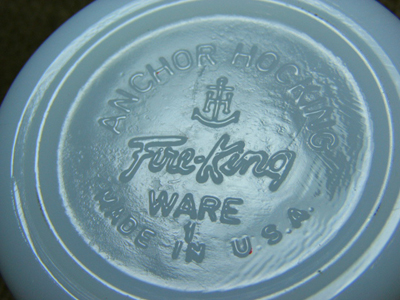 ANCHOR HOCKING
Fire-King
WARE
MADE IN U.S.A.